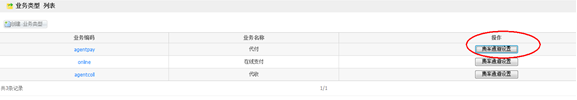 业务类型 列表
创建 业务类型
业务编码 业务名称 操作
agentpay 代付 商家通道设置
online 在线支付 商家通道设置
agentcoll 代收 商家通道设置
共3条记录 1/1